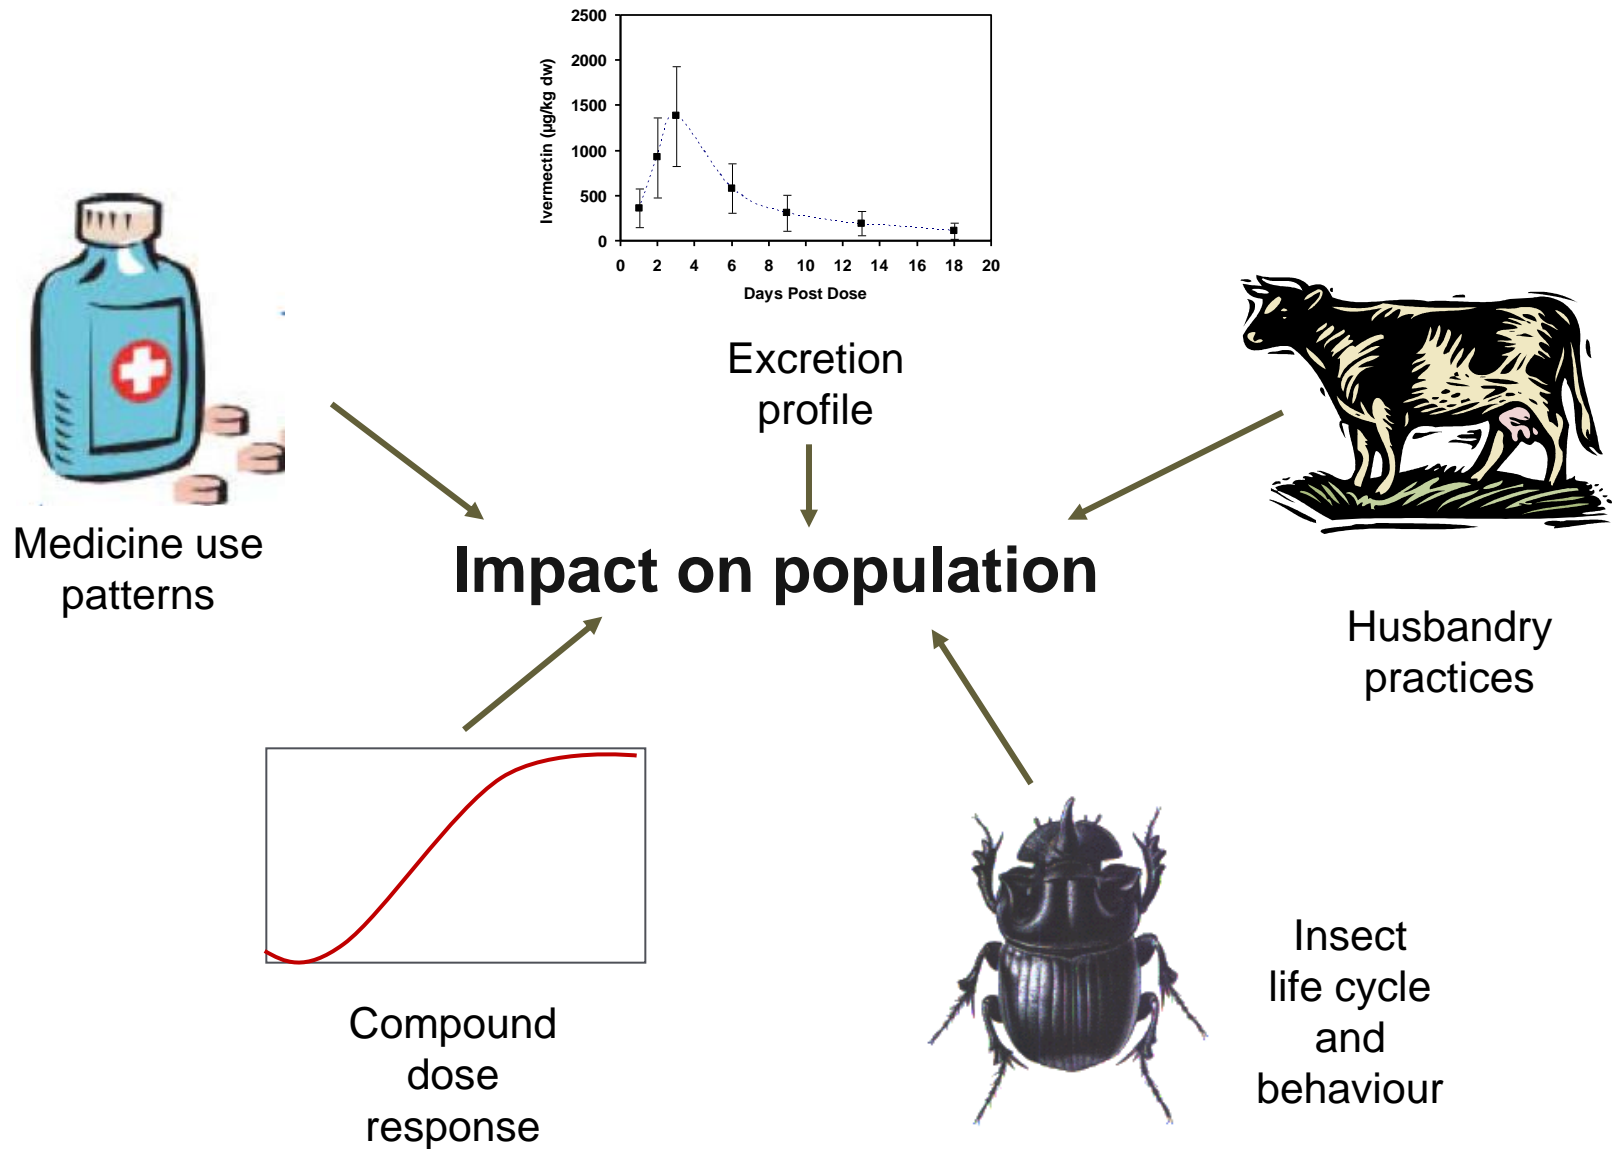 2500
2000
1500
1000
500
0
Ivermectin (µg/kg dw)
0 2 4 6 8 10 12 14 16 18 20
Days Post Dose
Excretion
profile
Medicine use
patterns
Impact on population
Husbandry
practices
Compound
dose
response
Insect
life cycle
and
behaviour